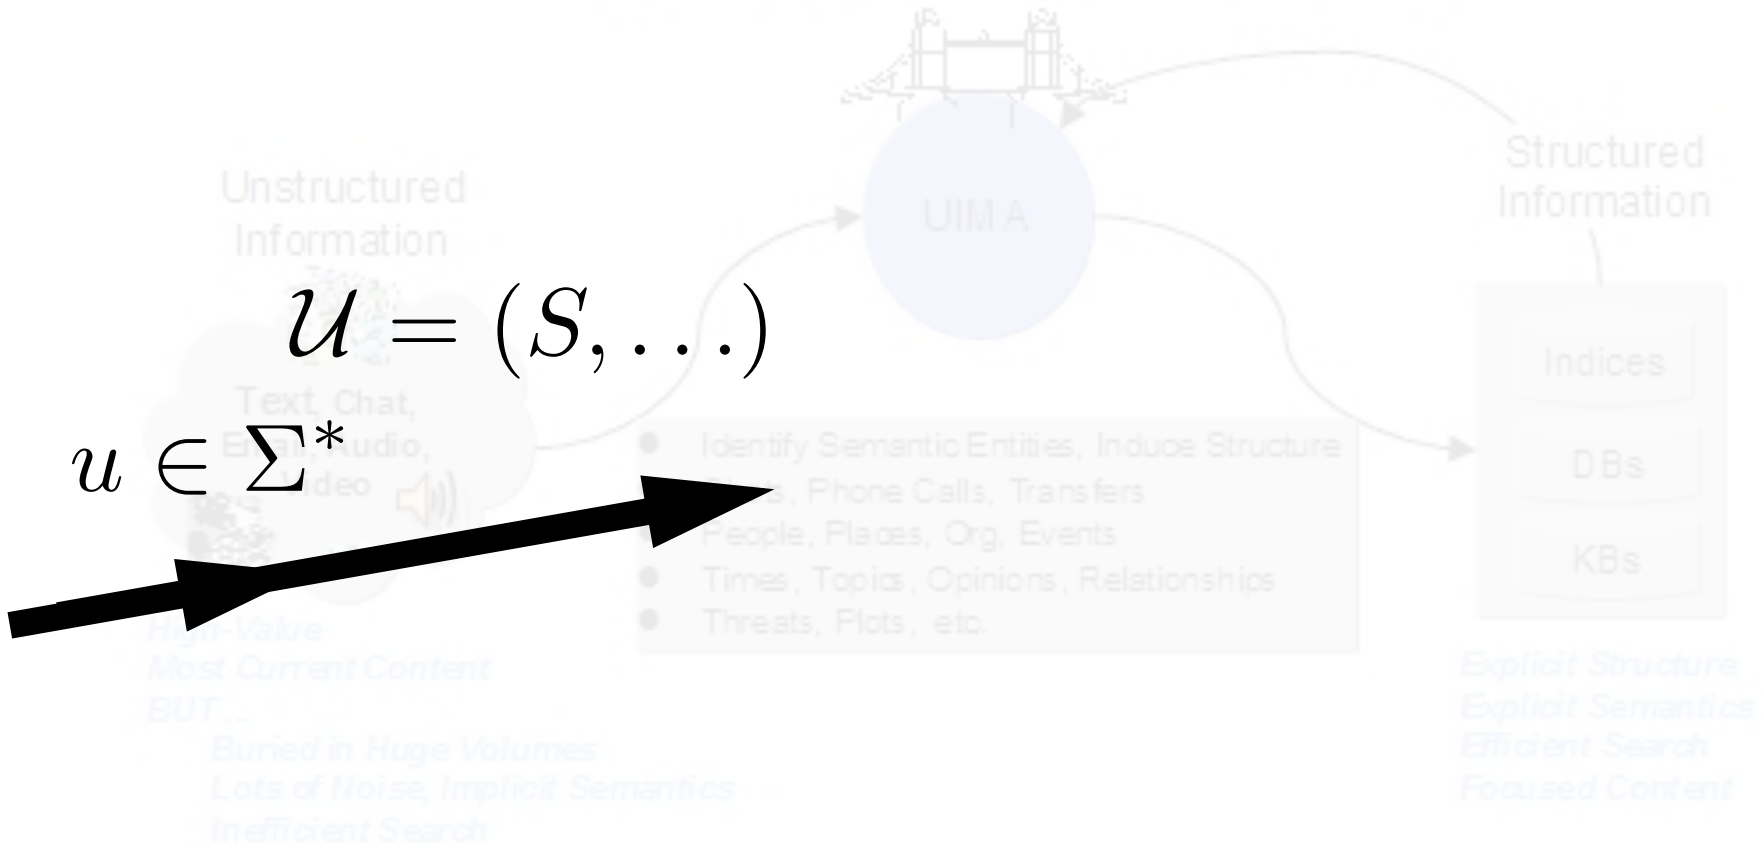 Unstructured
Information
𝒰 = (S, . . .)
Text, Chat,
Email, Audio,
Video
u ∈ Σ*
High-Value
Most Current Content
BUT ...
Buried in Huge Volumes
Lots of Noise, Implicit Semantics
Inefficient Search
UIMA
● Identify Semantic Entities, Induce Structure
, Phone Calls, Transfers
People, Places, Org, Events
● Times, Topics, Opinions, Relationships
● Threats, Plots, etc.
Structured
Information
Indices
DBs
KBs
Explicit Structure
Explicit Semantics
Efficient Search
Focused Content